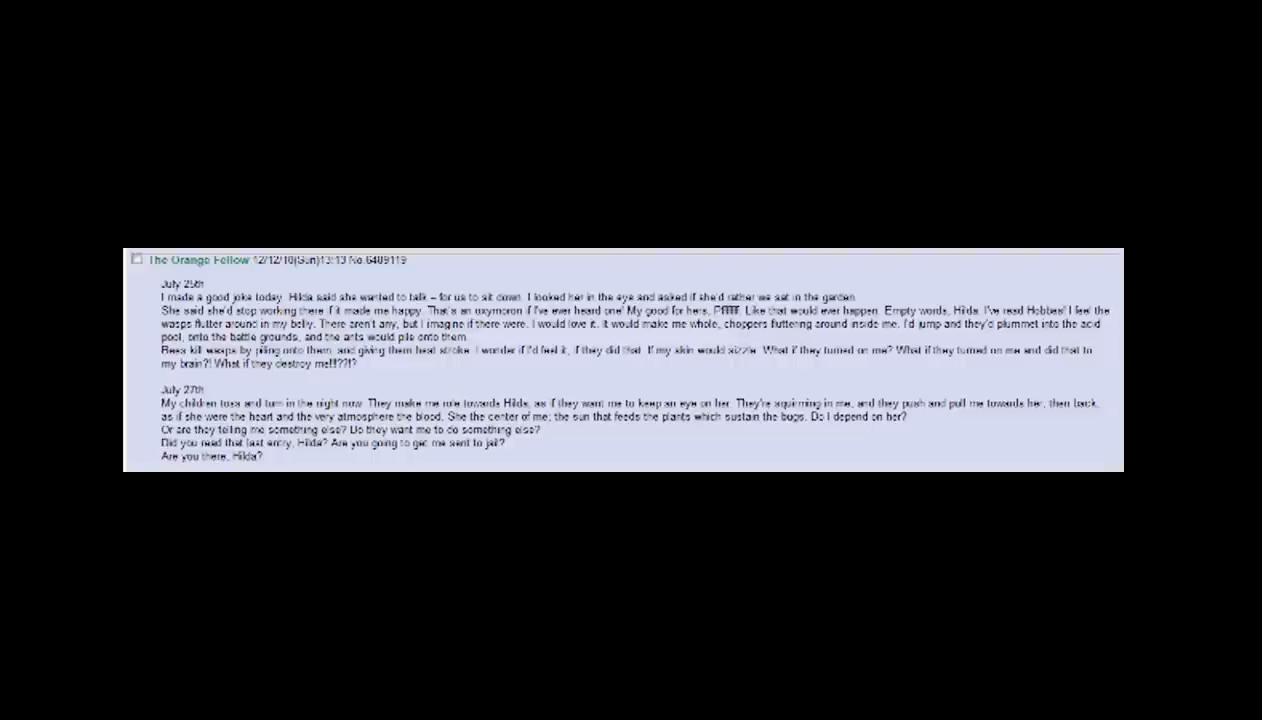 The Orange Fellow 12/12/10(Sun)13:13 No.6489119
July 25th
I made a good joke today. Hilda said she wanted to talk – for us to sit down. I looked her in the eye and asked if she'd rather we sat in the garden.
She said she'd stop working there if it made me happy. That's an oxymoron if I've ever heard one! My good for hers, Pffffff. Like that would ever happen. Empty words, Hilda. I've read Hobbes! I feel the
wasps flutter around in my belly. There aren't any, but I imagine if there were. I would love it. It would make me whole, choppers fluttering around inside me. I'd jump and they'd plummet into the acid
pool, onto the battle grounds, and the ants would pile onto them.
Bees kill wasps by piling onto them, and giving them heat stroke. I wonder if I'd feel it, if they did that. If my skin would sizzle. What if they turned on me? What if they turned on me and did that to
my brain?! What if they destroy me!!!??!?
July 27th
My children toss and turn in the night now. They make me role towards Hilda, as if they want me to keep an eye on her. They're squirming in me, and they push and pull me towards her, then back,
as if she were the heart and the very atmosphere the blood. She the center of me; the sun that feeds the plants which sustain the bugs. Do I depend on her?
Or are they telling me something else? Do they want me to do something else?
Did you read that last entry, Hilda? Are you going to get me sent to jail?
Are you there, Hilda?